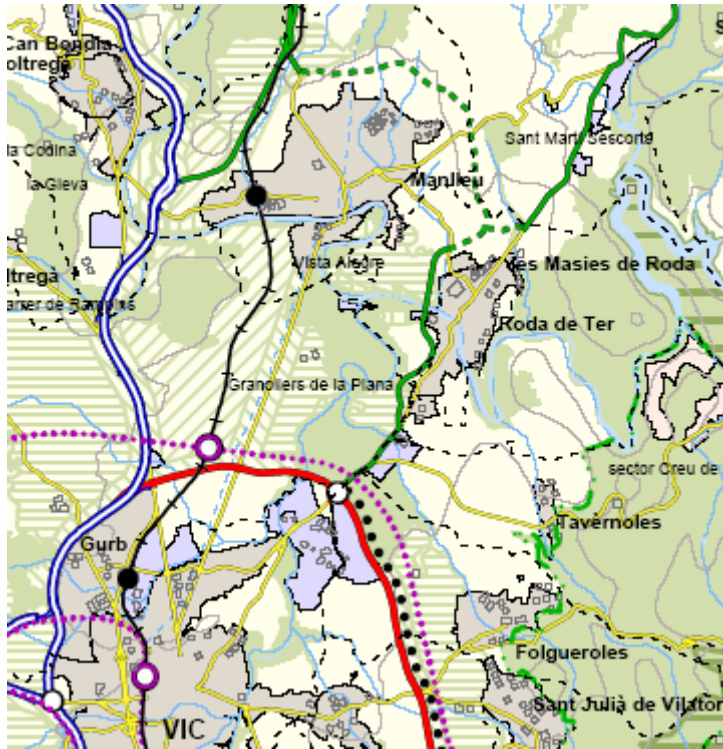 Can Bondia
oltregà
la Codina
la Gleva
Sant Martí Sescorts
Manlleu
Vista Alegre
les Masies de Roda
ltregà
Roda de Ter
Granollers de la Plana
sector Creu de
Tavernoles
Gurb
Folgueroles
Sant Julià de Vilator
VIC